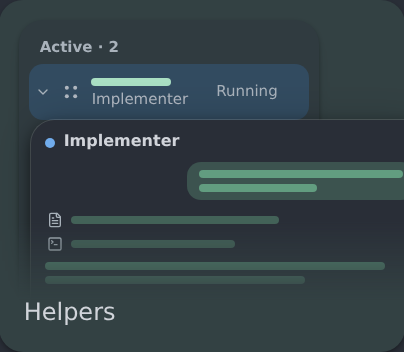 Active · 2
Implementer
Running
Implementer
Helpers